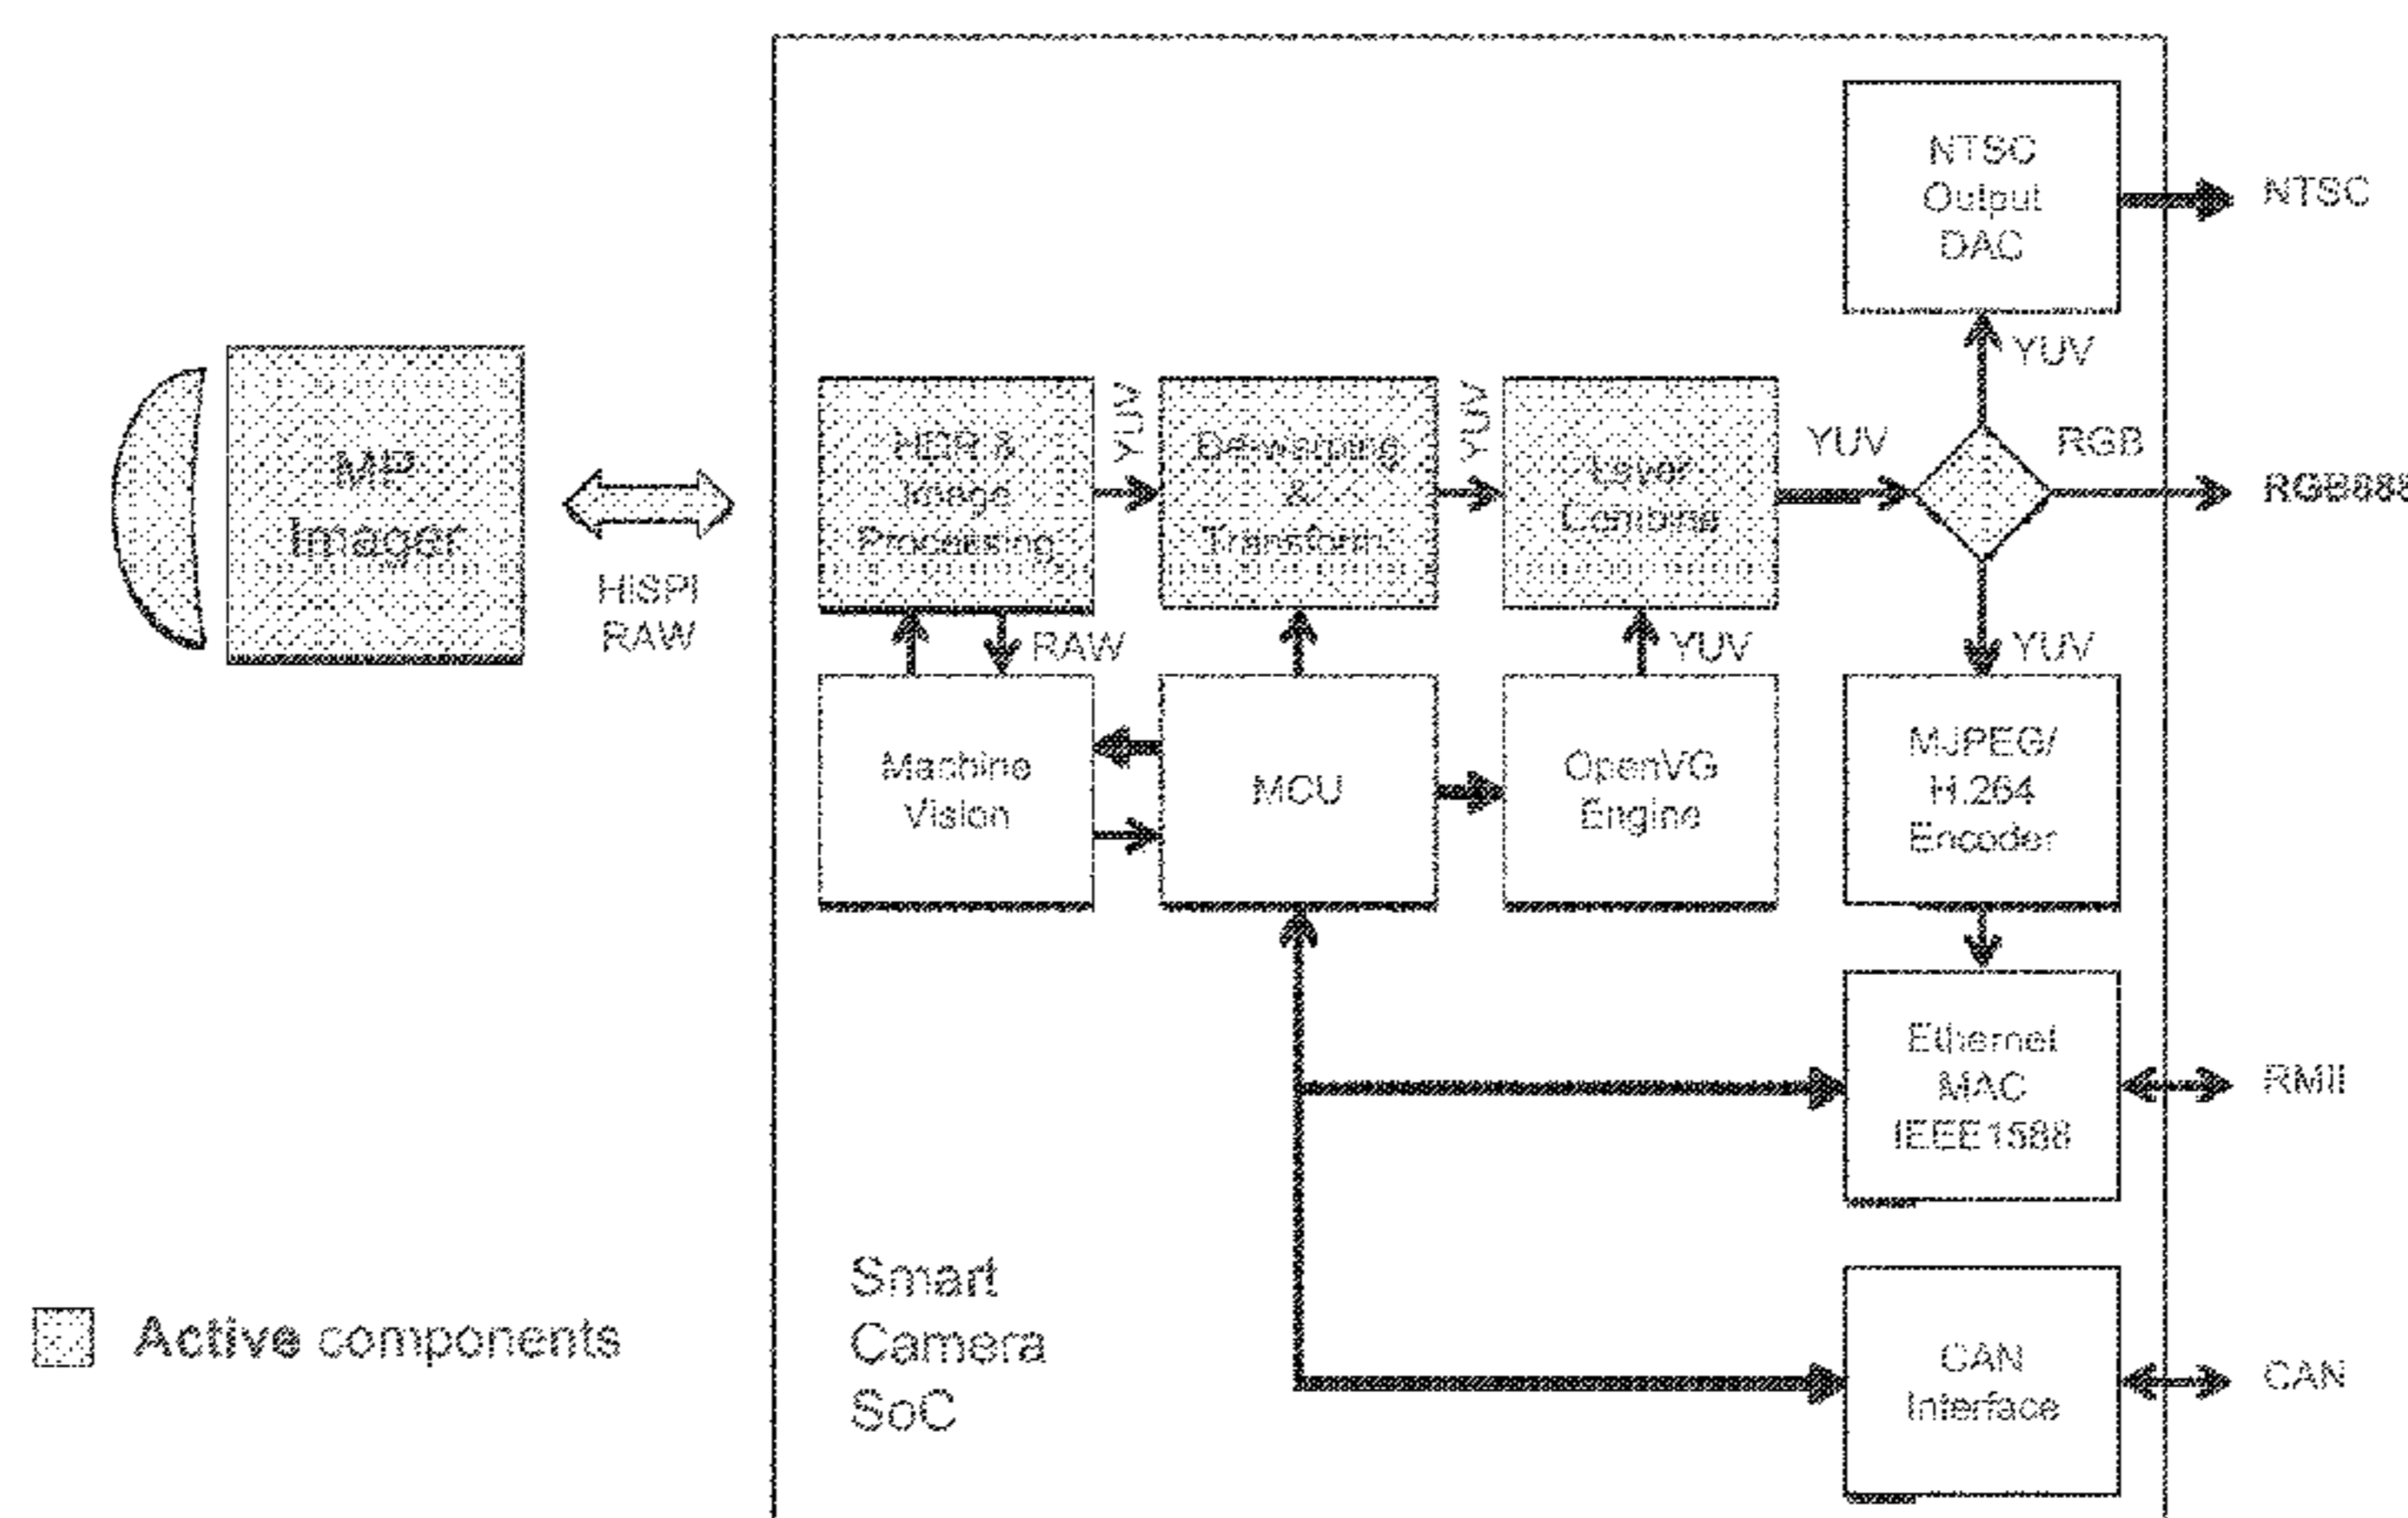 NTSC
Output
DAC
NTSC
YUV
MP
Imager
HISPI
RAW
HDR &
Image
Processing
YUV
De-warping
&
Transform
YUV
Layer
Combine
YUV
RGB
RGB888
RAW
YUV
YUV
Machine
Vision
MCU
OpenVG
Engine
MJPEG/
H.264
Encoder
Ethernet
MAC
IEEE1588
RMII
Smart
Camera
SoC
Active components
CAN
Interface
CAN